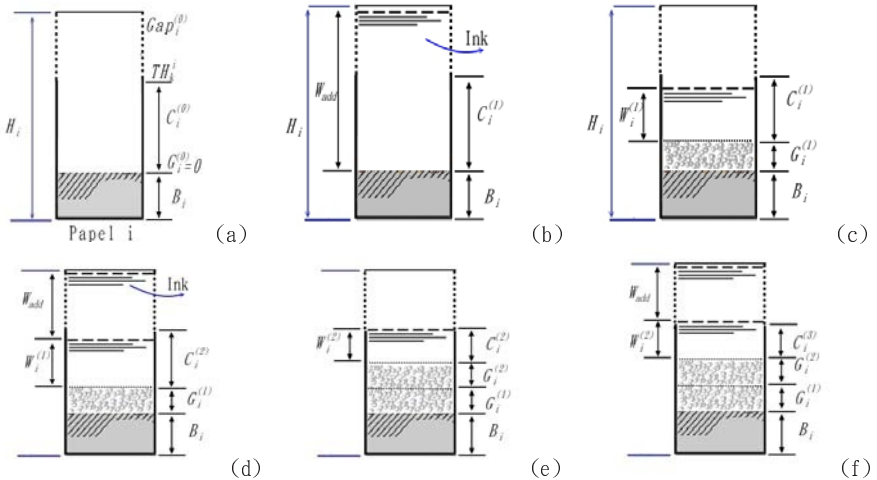 Gap_i^(0)
TH_i^i
C_i^(0)
H_i
G_i^(0)=0
B_i
Papel i
(a)
Ink
W_add
C_i^(1)
H_i
B_i
(b)
C_i^(1)
W_i^(1)
H_i
G_i^(1)
B_i
(c)
W_add
Ink
W_i^(1)
C_i^(2)
G_i^(1)
B_i
(d)
W_i^(2)
C_i^(2)
G_i^(2)
G_i^(1)
B_i
(e)
W_add
W_i^(2)
C_i^(3)
G_i^(2)
G_i^(1)
B_i
(f)